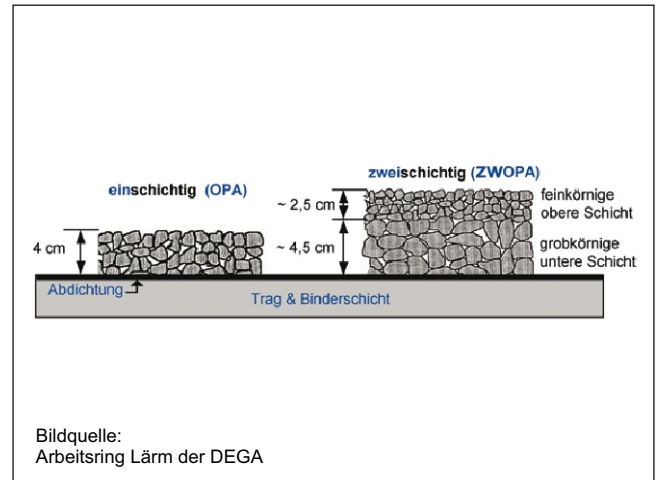 einschichtig (OPA)
4 cm
zweischichtig (ZWOPA)
~ 2,5 cm
~ 4,5 cm
feinkörnige
obere Schicht
grobkörnige
untere Schicht
Abdichtung
Trag & Binderschicht
Bildquelle:
Arbeitsring Lärm der DEGA